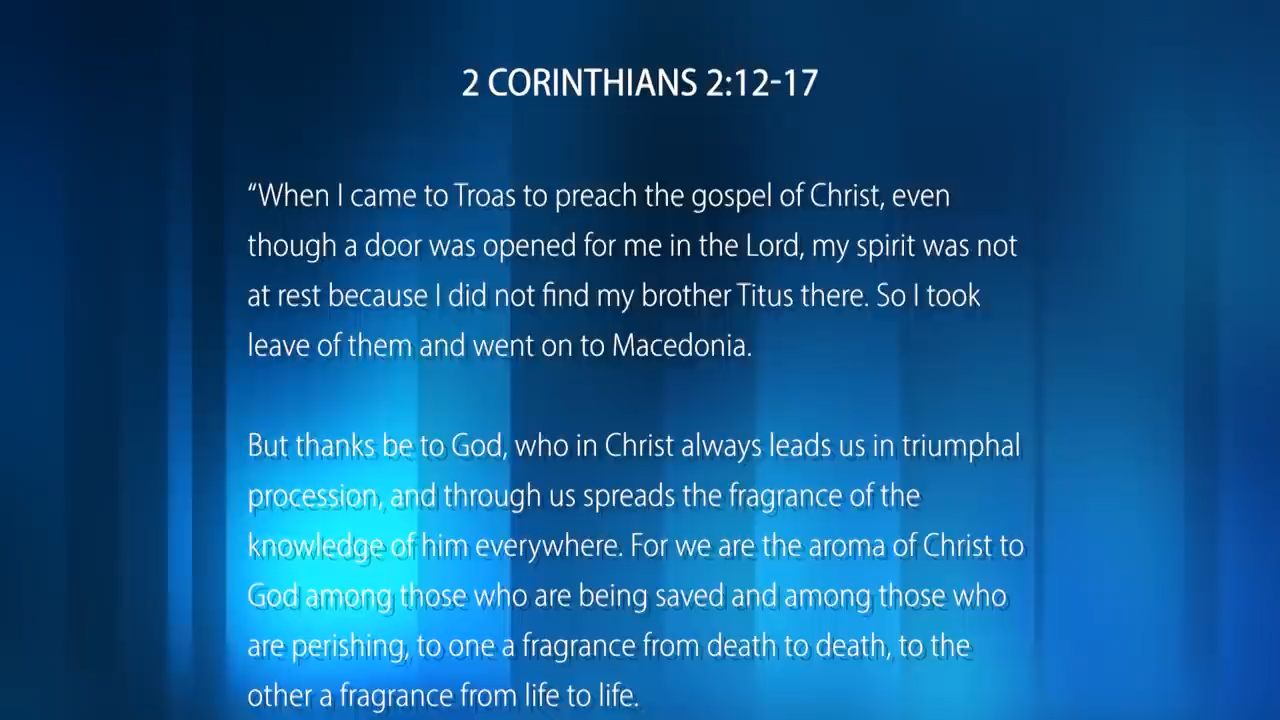 2 CORINTHIANS 2:12-17
“When I came to Troas to preach the gospel of Christ, even
though a door was opened for me in the Lord, my spirit was not
at rest because I did not find my brother Titus there. So I took
leave of them and went on to Macedonia.
But thanks be to God, who in Christ always leads us in triumphal
procession, and through us spreads the fragrance of the
knowledge of him everywhere. For we are the aroma of Christ to
God among those who are being saved and among those who
are perishing, to one a fragrance from death to death, to the
other a fragrance from life to life.